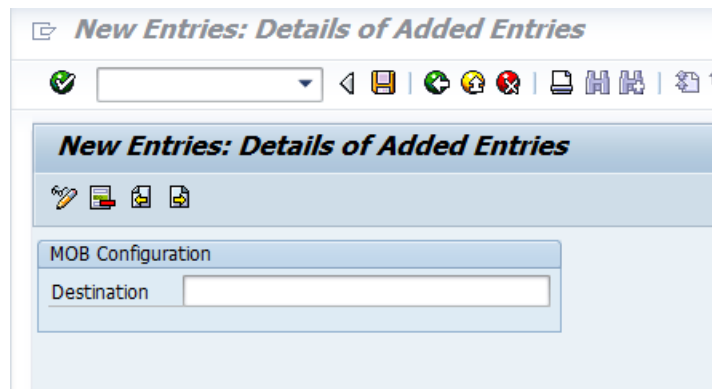 New Entries: Details of Added Entries
New Entries: Details of Added Entries
MOB Configuration
Destination